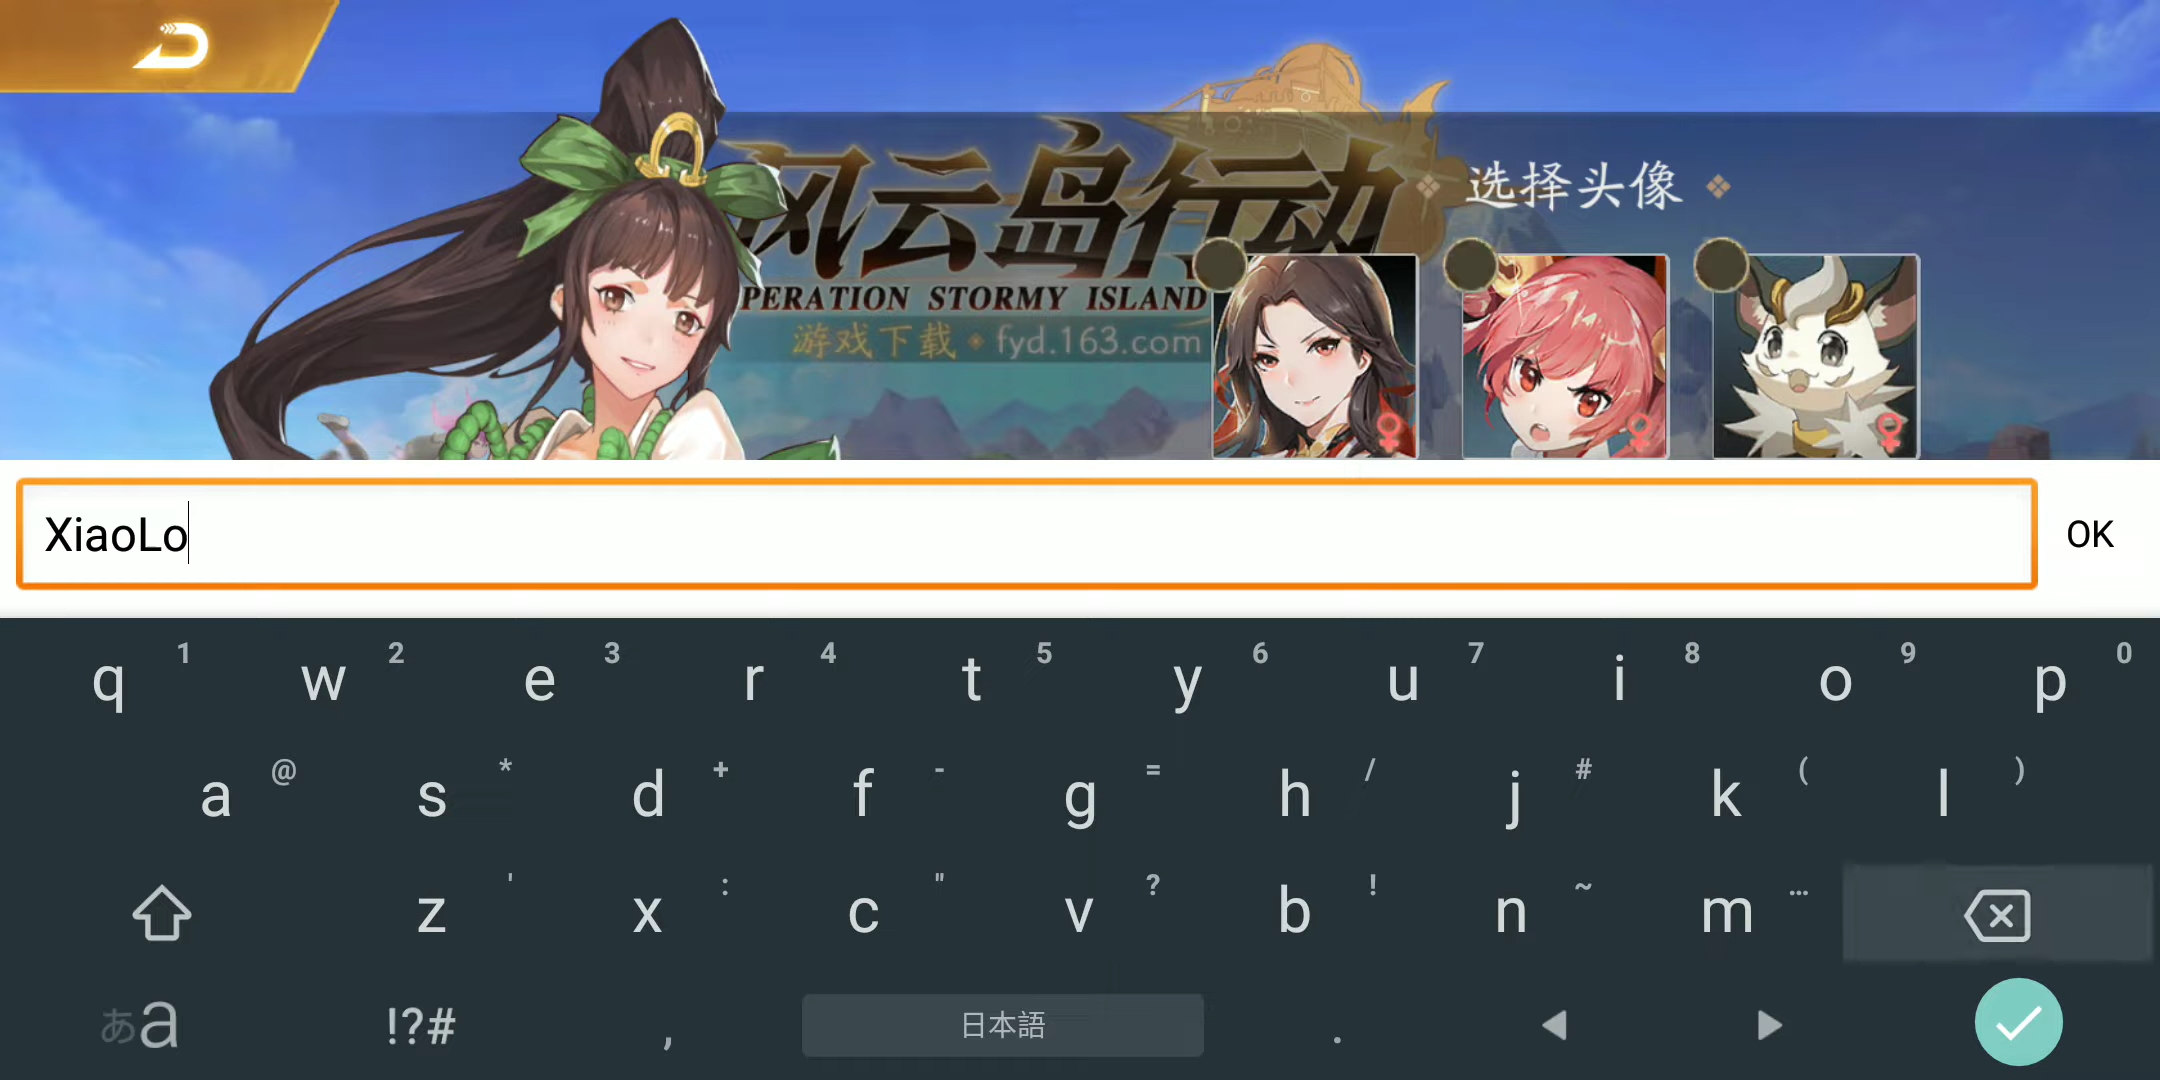 风云岛行动
PERATION STORMY ISLAND
游戏下载 fyd.163.com
选择头像
XiaoLo
OK
q 1 w 2 e 3 r 4 t 5 y 6 u 7 i 8 o 9 p 0
a @ s * d + f - g = h / j # k ( l )
z ' x : c " v ? b ! n ~ m …
あa !?# , 日本語 .